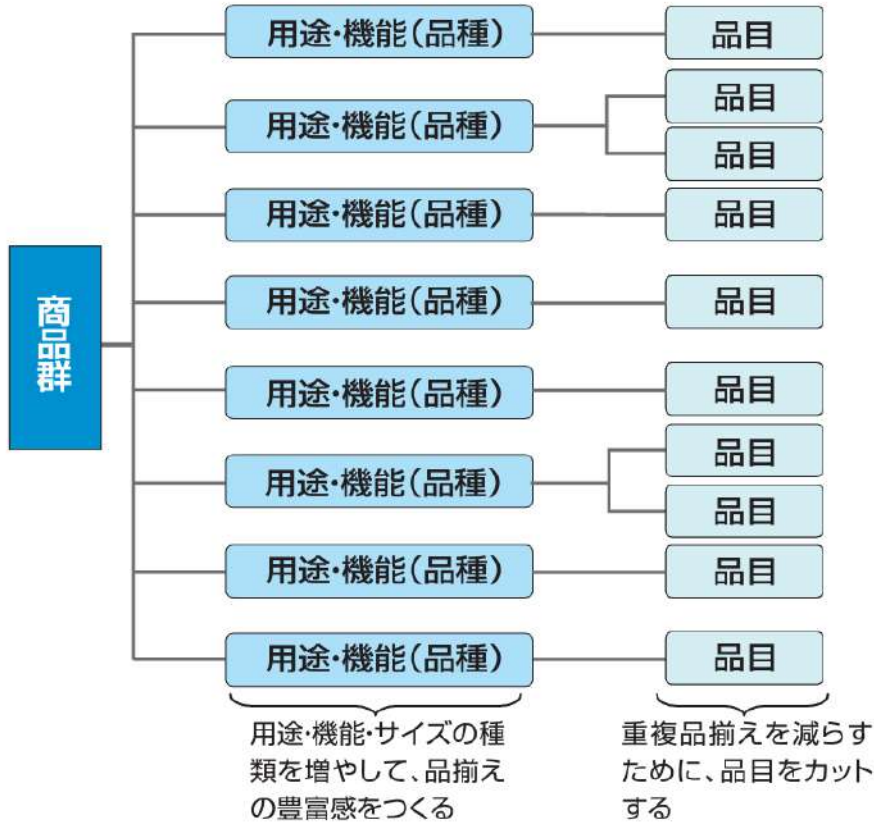 商品群
用途・機能(品種)
品目
用途・機能(品種)
品目
品目
用途・機能(品種)
品目
用途・機能(品種)
品目
用途・機能(品種)
品目
用途・機能(品種)
品目
品目
用途・機能(品種)
品目
用途・機能(品種)
品目
用途・機能・サイズの種
類を増やして、品揃え
の豊富感をつくる
重複品揃えを減らす
ために、品目をカット
する